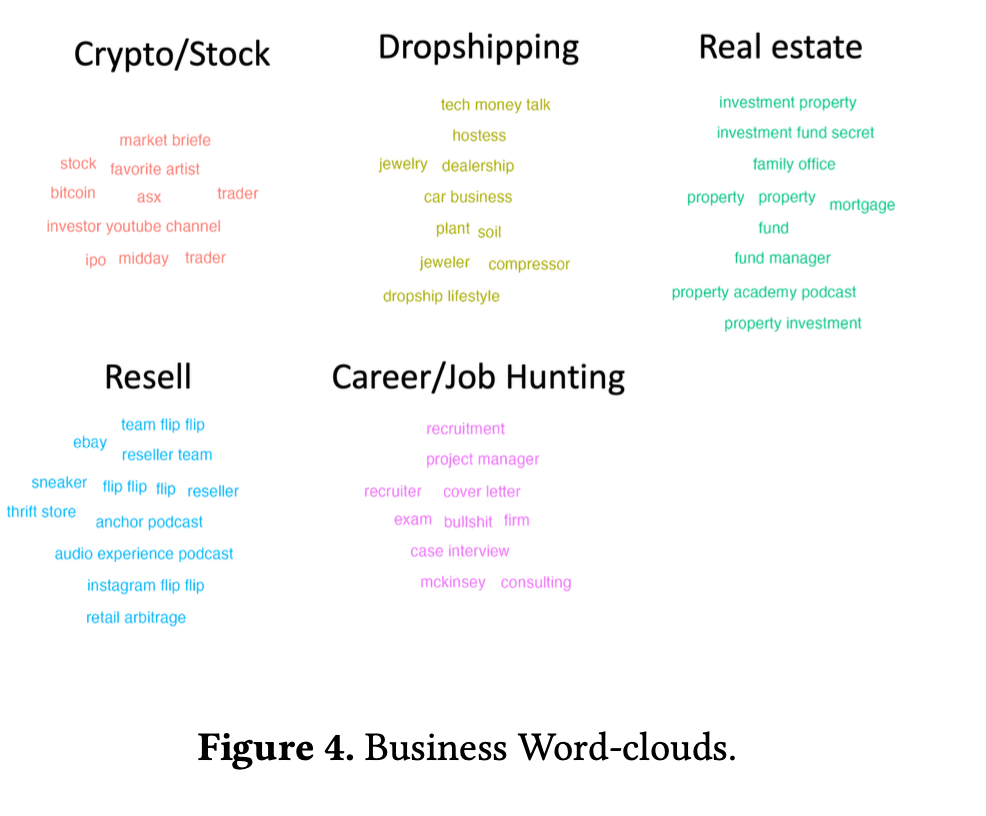 Crypto/Stock
market briefe
stock favorite artist
bitcoin asx trader
investor youtube channel
ipo midday trader
Dropshipping
tech money talk
hostess
jewelry dealership
car business
plant soil
jeweler compressor
dropship lifestyle
Real estate
investment property
investment fund secret
family office
property property mortgage
fund
fund manager
property academy podcast
property investment
Resell
team flip flip
ebay
reseller team
sneaker flip flip flip reseller
thrift store
anchor podcast
audio experience podcast
instagram flip flip
retail arbitrage
Career/Job Hunting
recruitment
project manager
recruiter cover letter
exam bullshit firm
case interview
mckinsey consulting
Figure 4. Business Word-clouds.